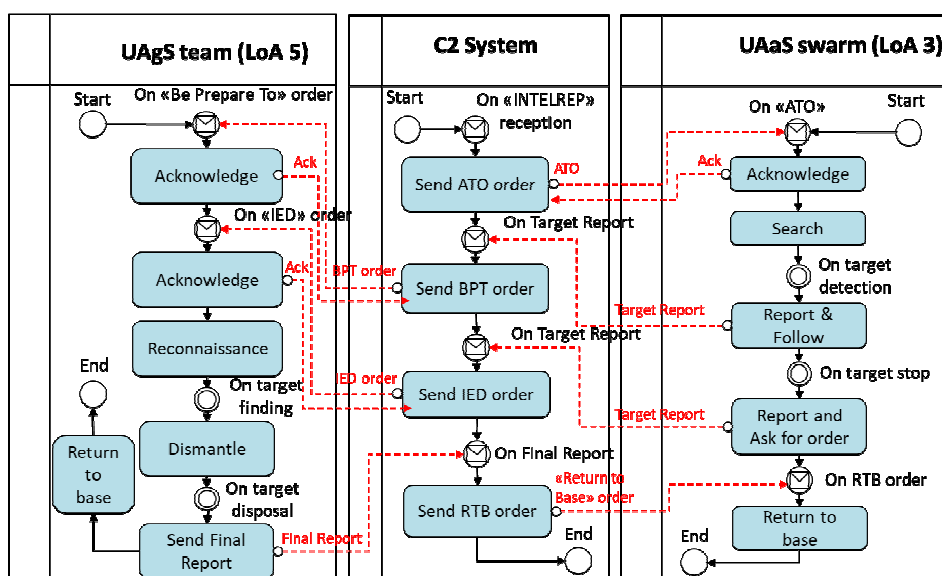 UAgS team (LoA 5)
Start
On «Be Prepare To» order
Acknowledge
Ack
On «IED» order
Acknowledge
Ack
Reconnaissance
End
On target
finding
Return
to
base
Dismantle
On target
disposal
Send Final
Report
Final Report
C2 System
Start
On «INTELREP»
reception
Send ATO order
ATO
On Target Report
BPT order
Send BPT order
On Target Report
IED order
Send IED order
On Final Report
«Return to
Base» order
Send RTB order
End
UAaS swarm (LoA 3)
On «ATO»
Start
Ack
Acknowledge
Search
On target
detection
Target Report
Report &
Follow
On target stop
Target Report
Report and
Ask for order
On RTB order
Return to
base
End